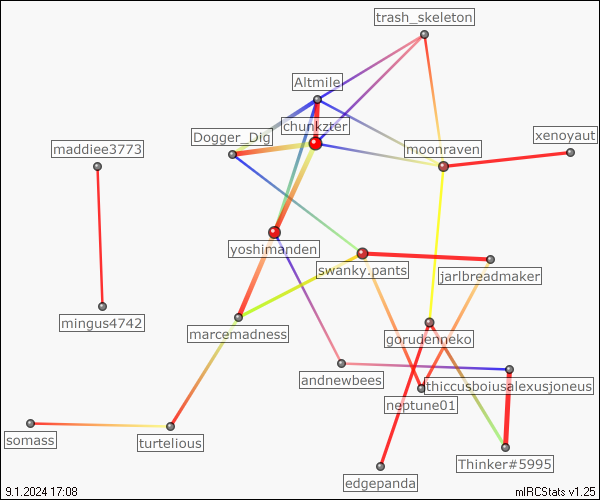 trash_skeleton
Altmile
chunkzter
Dogger_Dig
xenoyaut
maddiee3773
moonraven
yoshimanden
swanky.pants
jarlbreadmaker
mingus4742
marcemadness
gorudenneko
andnewbees
thiccusboiusalexusjoneus
neptune01
somass
turtelious
Thinker#5995
edgepanda
9.1.2024 17:08
mIRCStats v1.25